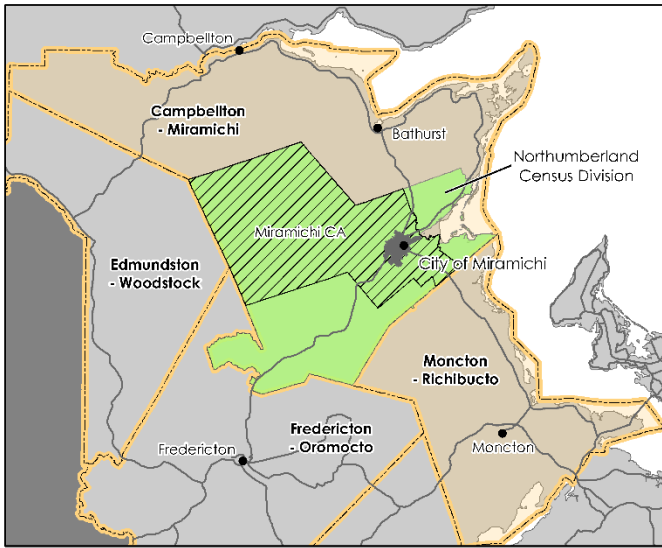 Campbellton
Campbellton
- Miramichi
Bathurst
Northumberland
Census Division
Miramichi CA
City of Miramichi
Edmundston
- Woodstock
Moncton
- Richibucto
Fredericton
- Oromocto
Fredericton
Moncton